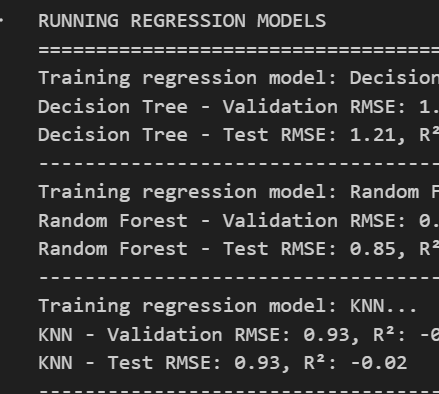 RUNNING REGRESSION MODELS
====================================
Training regression model: Decision
Decision Tree - Validation RMSE: 1.
Decision Tree - Test RMSE: 1.21, R²
------------------------------------
Training regression model: Random F
Random Forest - Validation RMSE: 0.
Random Forest - Test RMSE: 0.85, R²
------------------------------------
Training regression model: KNN...
KNN - Validation RMSE: 0.93, R²: -0
KNN - Test RMSE: 0.93, R²: -0.02
------------------------------------